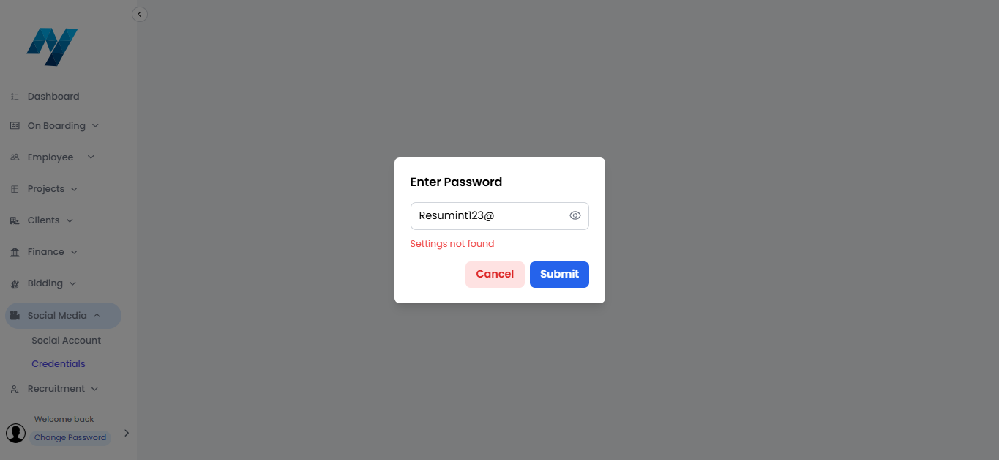 Dashboard
On Boarding
Employee
Projects
Clients
Finance
Bidding
Social Media
Social Account
Credentials
Recruitment
Welcome back
Change Password
Enter Password
Resumint123@
Settings not found
Cancel
Submit